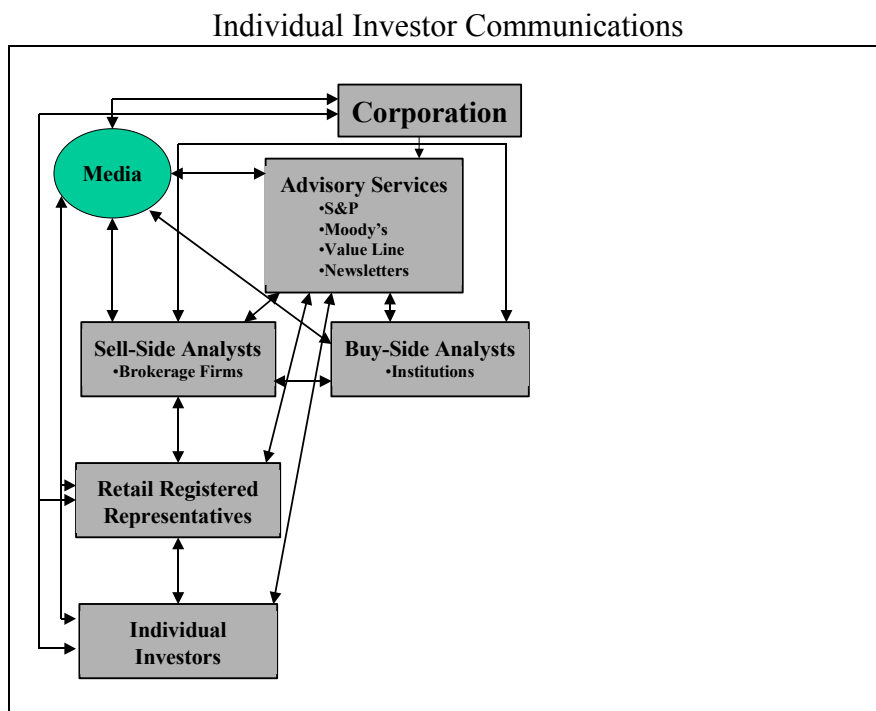 Individual Investor Communications
Corporation
Media
Advisory Services
•S&P
•Moody's
•Value Line
•Newsletters
Sell-Side Analysts
•Brokerage Firms
Buy-Side Analysts
•Institutions
Retail Registered
Representatives
Individual
Investors